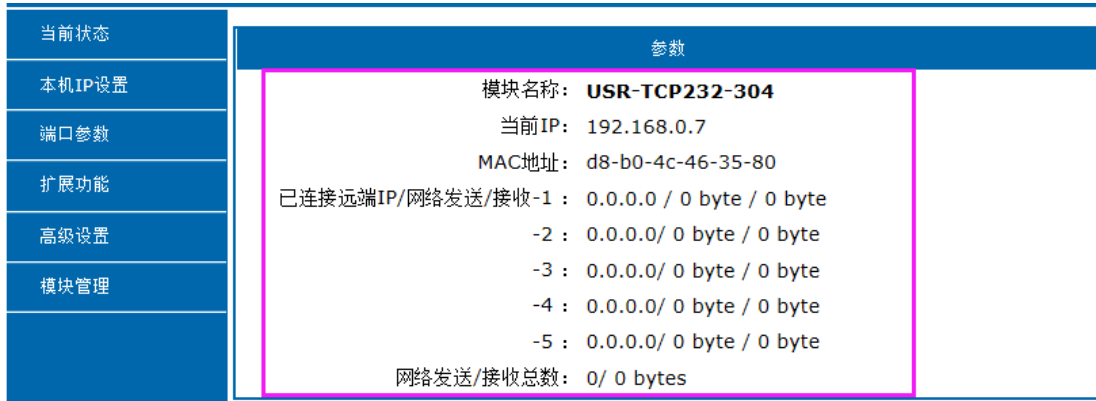 当前状态
本机IP设置
端口参数
扩展功能
高级设置
模块管理
参数
模块名称： USR-TCP232-304
当前IP： 192.168.0.7
MAC地址： d8-b0-4c-46-35-80
已连接远端IP/网络发送/接收-1 ： 0.0.0.0 / 0 byte / 0 byte
-2 ： 0.0.0.0/ 0 byte / 0 byte
-3 ： 0.0.0.0/ 0 byte / 0 byte
-4 ： 0.0.0.0/ 0 byte / 0 byte
-5 ： 0.0.0.0/ 0 byte / 0 byte
网络发送/接收总数： 0/ 0 bytes